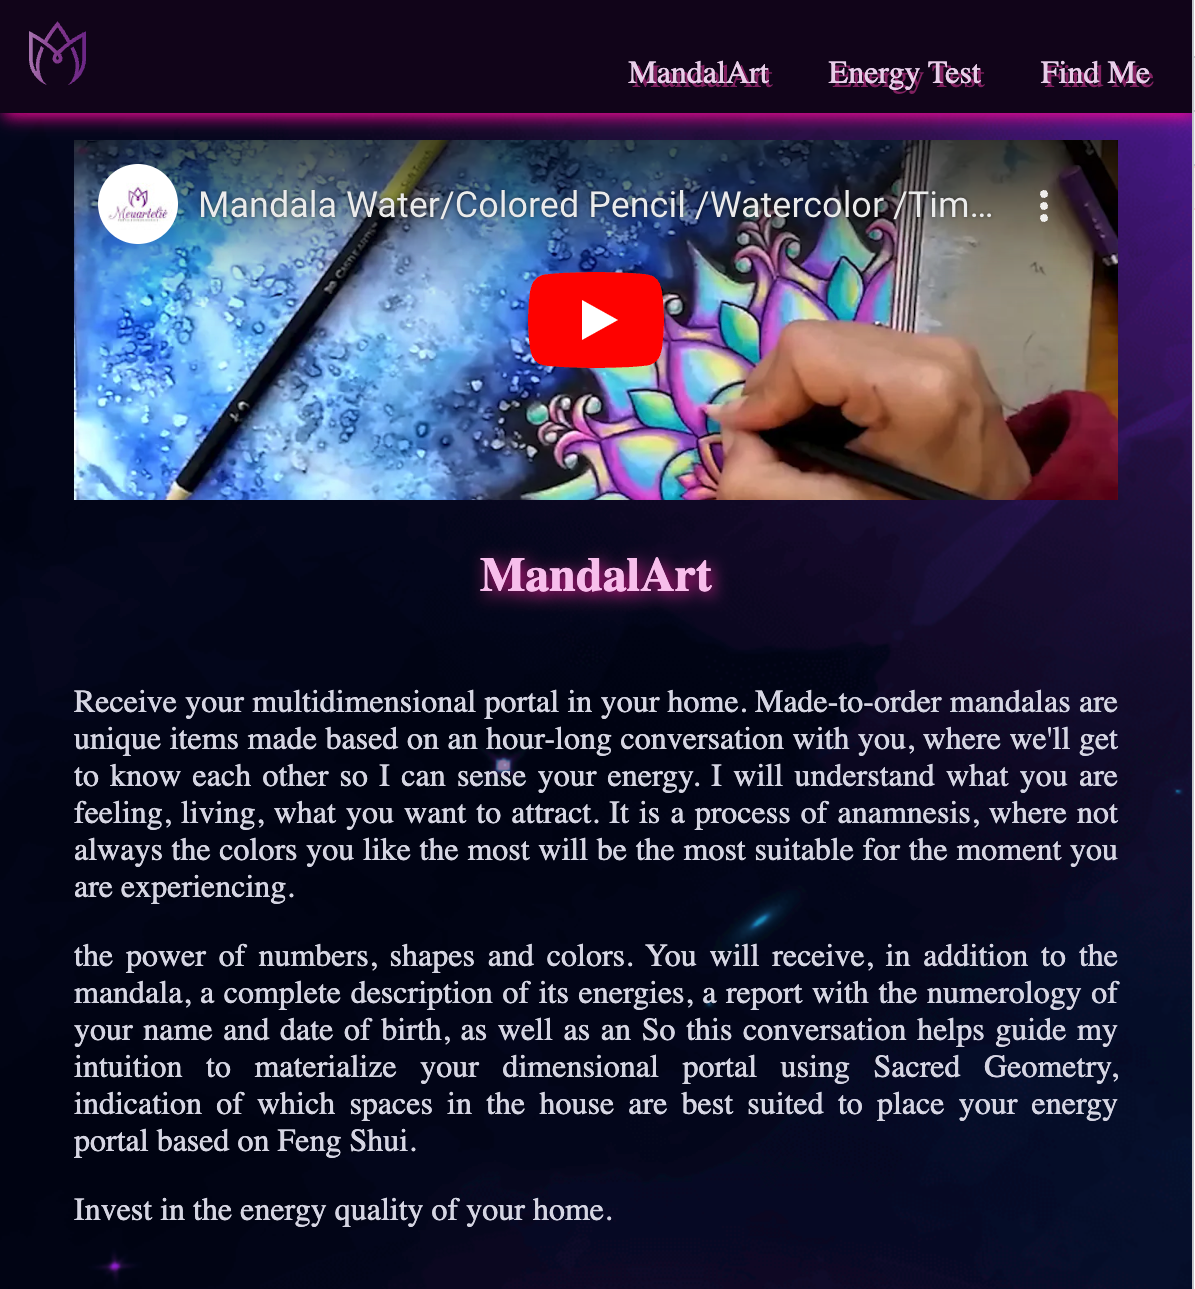 MandalArt Energy Test Find Me
Meuarteliê
Mandala Water/Colored Pencil /Watercolor /Tim...
MandalArt
Receive your multidimensional portal in your home. Made-to-order mandalas are
unique items made based on an hour-long conversation with you, where we'll get
to know each other so I can sense your energy. I will understand what you are
feeling, living, what you want to attract. It is a process of anamnesis, where not
always the colors you like the most will be the most suitable for the moment you
are experiencing.
the power of numbers, shapes and colors. You will receive, in addition to the
mandala, a complete description of its energies, a report with the numerology of
your name and date of birth, as well as an So this conversation helps guide my
intuition to materialize your dimensional portal using Sacred Geometry,
indication of which spaces in the house are best suited to place your energy
portal based on Feng Shui.
Invest in the energy quality of your home.